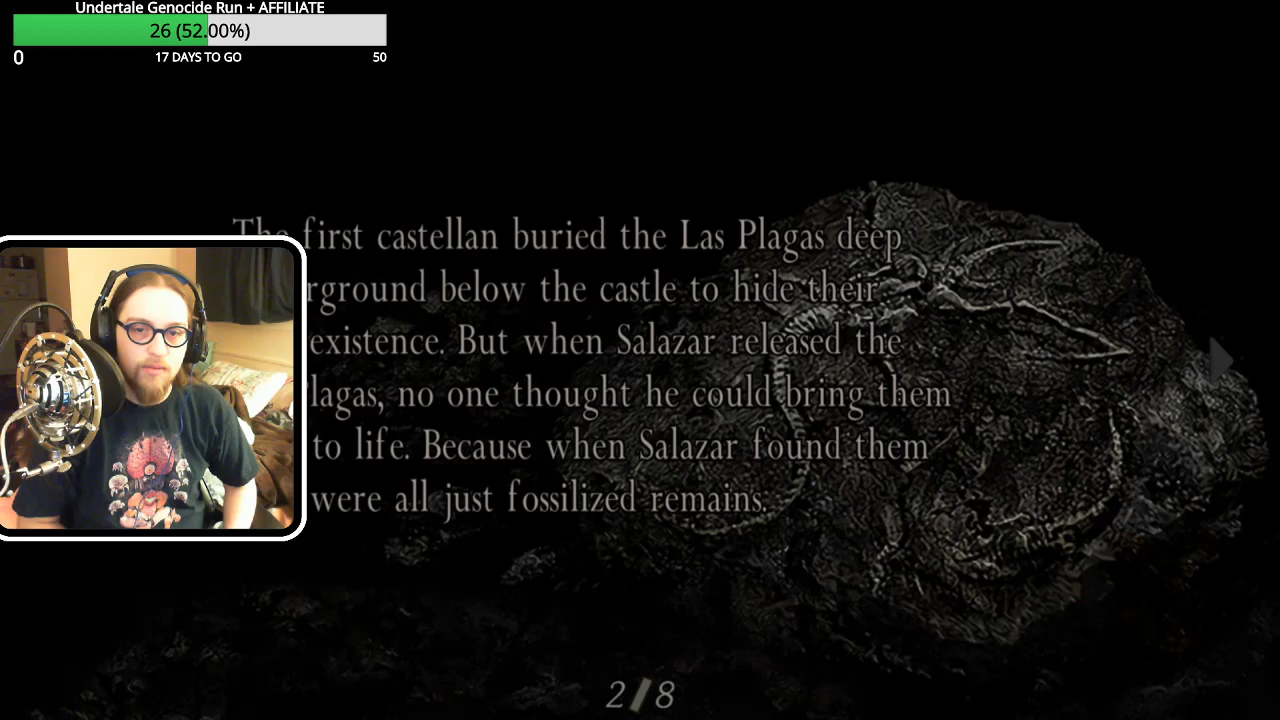 Undertale Genocide Run + AFFILIATE
26 (52.00%)
0 17 DAYS TO GO 50
The first castellan buried the Las Plagas deep
rground below the castle to hide their
existence. But when Salazar released the
lagas, no one thought he could bring them
to life. Because when Salazar found them
were all just fossilized remains.
2/8